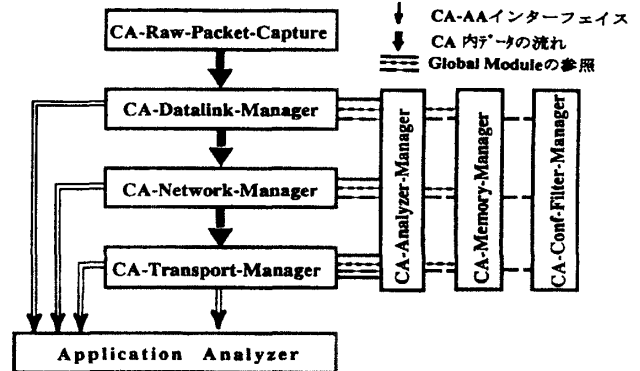 CA-Raw-Packet-Capture
CA-AAインターフェイス
CA 内データの流れ
Global Moduleの参照
CA-Datalink-Manager
CA-Network-Manager
CA-Transport-Manager
CA-Analyzer-Manager
CA-Memory-Manager
CA-Conf-Filter-Manager
Application Analyzer